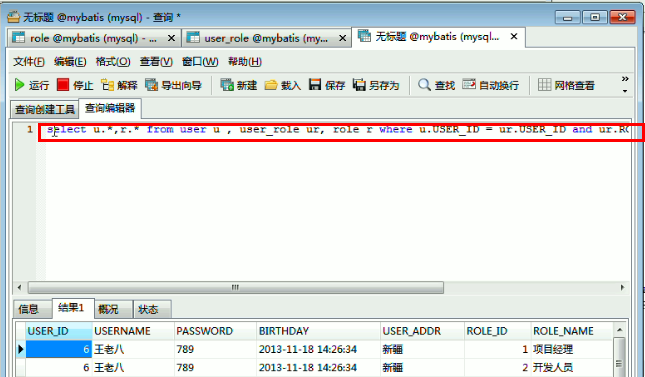 无标题 @mybatis (mysql) - 查询 *
role @mybatis (mysql) - ... user_role @mybatis (my... 无标题 @mybatis (mysql...
文件(F) 编辑(E) 格式(O) 查看(V) 窗口(W) 帮助(H)
运行 停止 解释 导出向导 新建 载入 保存 另存为 查找 自动换行 网格查看
查询创建工具 查询编辑器
1 select u.*,r.* from user u , user_role ur, role r where u.USER_ID = ur.USER_ID and ur.RO
信息 结果1 概况 状态
USER_ID USERNAME PASSWORD BIRTHDAY USER_ADDR ROLE_ID ROLE_NAME
6 王老八 789 2013-11-18 14:26:34 新疆 1 项目经理
6 王老八 789 2013-11-18 14:26:34 新疆 2 开发人员